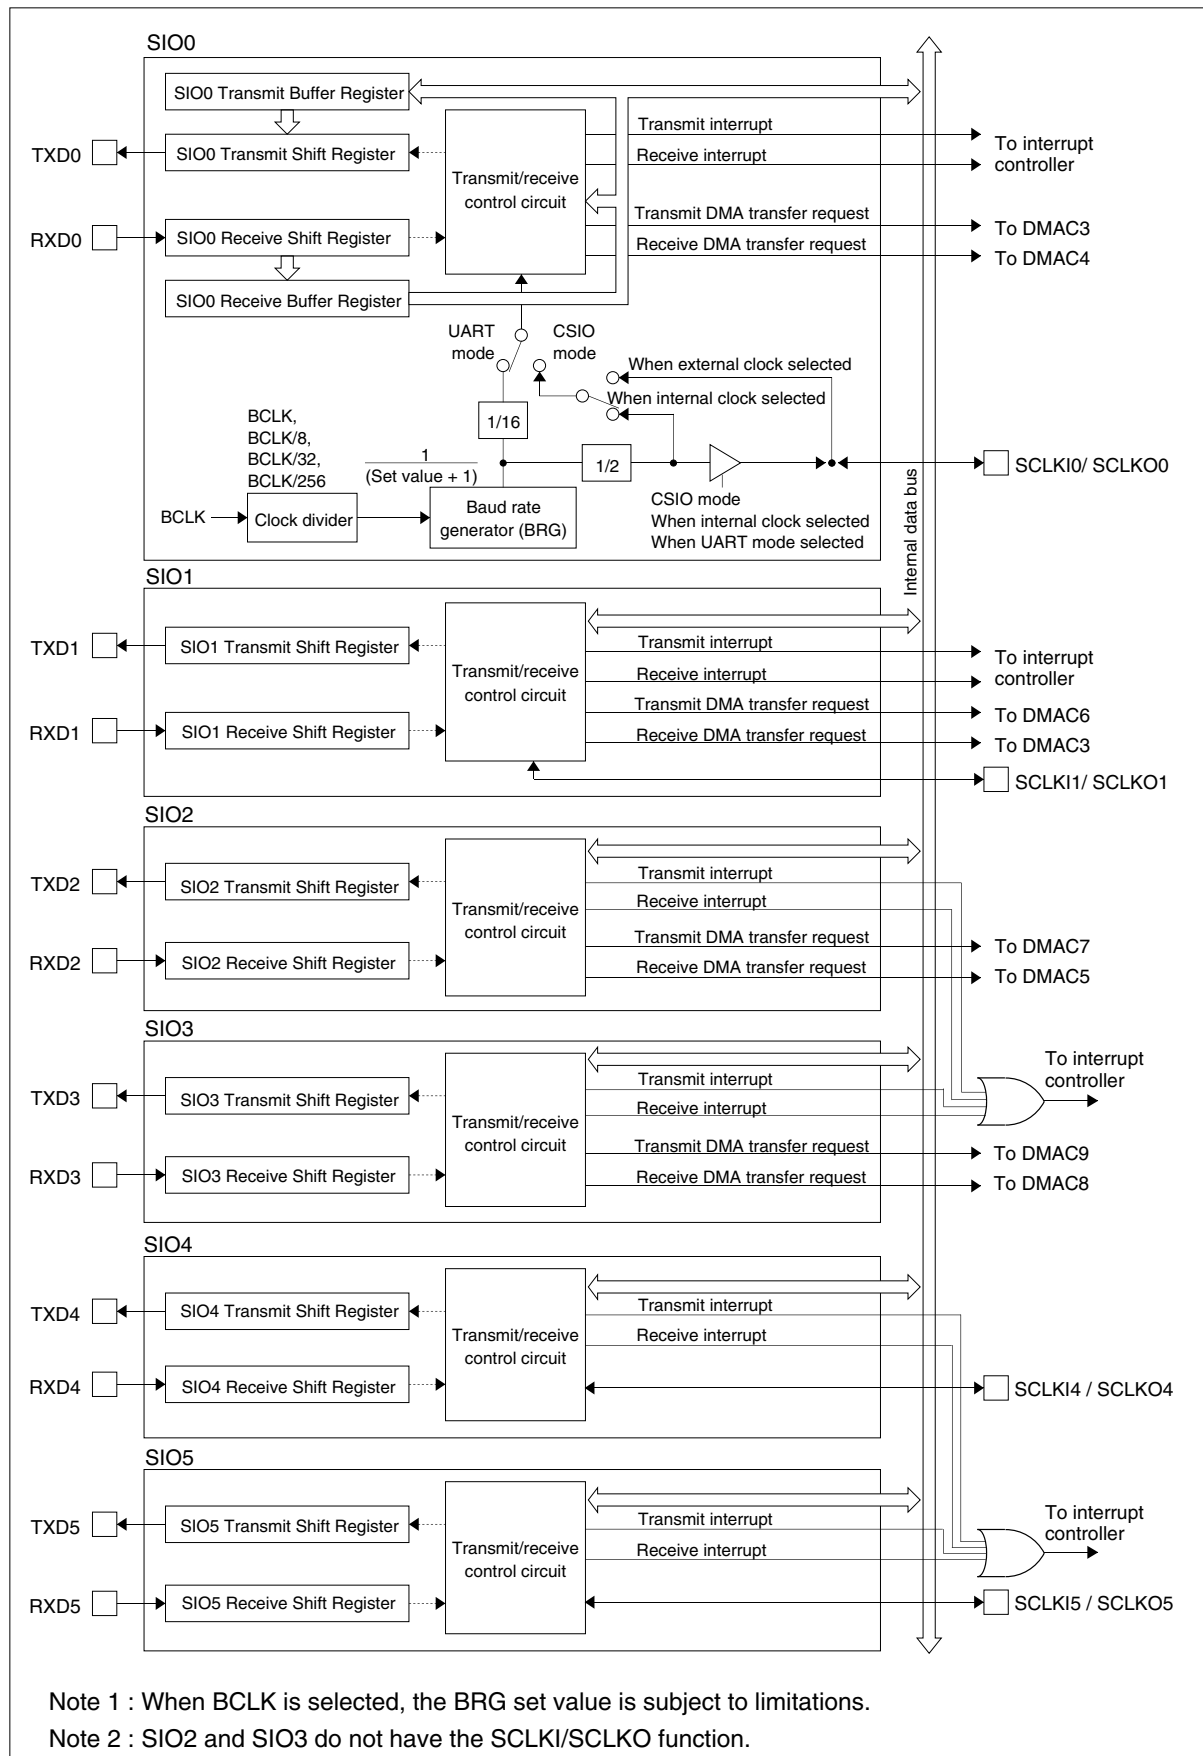 SIO0
SIO0 Transmit Buffer Register
TXD0
SIO0 Transmit Shift Register
RXD0
SIO0 Receive Shift Register
SIO0 Receive Buffer Register
Transmit/receive
control circuit
Transmit interrupt
Receive interrupt
To interrupt
controller
Transmit DMA transfer request
To DMAC3
Receive DMA transfer request
To DMAC4
UART
mode
CSIO
mode
When external clock selected
When internal clock selected
1/16
BCLK,
BCLK/8,
BCLK/32,
BCLK/256
1
(Set value + 1)
1/2
SCLKI0/ SCLKO0
BCLK
Clock divider
Baud rate
generator (BRG)
CSIO mode
When internal clock selected
When UART mode selected
Internal data bus
SIO1
TXD1
SIO1 Transmit Shift Register
RXD1
SIO1 Receive Shift Register
Transmit/receive
control circuit
Transmit interrupt
Receive interrupt
To interrupt
controller
Transmit DMA transfer request
To DMAC6
Receive DMA transfer request
To DMAC3
SCLKI1/ SCLKO1
SIO2
TXD2
SIO2 Transmit Shift Register
RXD2
SIO2 Receive Shift Register
Transmit/receive
control circuit
Transmit interrupt
Receive interrupt
Transmit DMA transfer request
To DMAC7
Receive DMA transfer request
To DMAC5
SIO3
TXD3
SIO3 Transmit Shift Register
RXD3
SIO3 Receive Shift Register
Transmit/receive
control circuit
Transmit interrupt
Receive interrupt
To interrupt
controller
Transmit DMA transfer request
To DMAC9
Receive DMA transfer request
To DMAC8
SIO4
TXD4
SIO4 Transmit Shift Register
RXD4
SIO4 Receive Shift Register
Transmit/receive
control circuit
Transmit interrupt
Receive interrupt
SCLKI4 / SCLKO4
SIO5
TXD5
SIO5 Transmit Shift Register
RXD5
SIO5 Receive Shift Register
Transmit/receive
control circuit
Transmit interrupt
Receive interrupt
To interrupt
controller
SCLKI5 / SCLKO5
Note 1 : When BCLK is selected, the BRG set value is subject to limitations.
Note 2 : SIO2 and SIO3 do not have the SCLKI/SCLKO function.